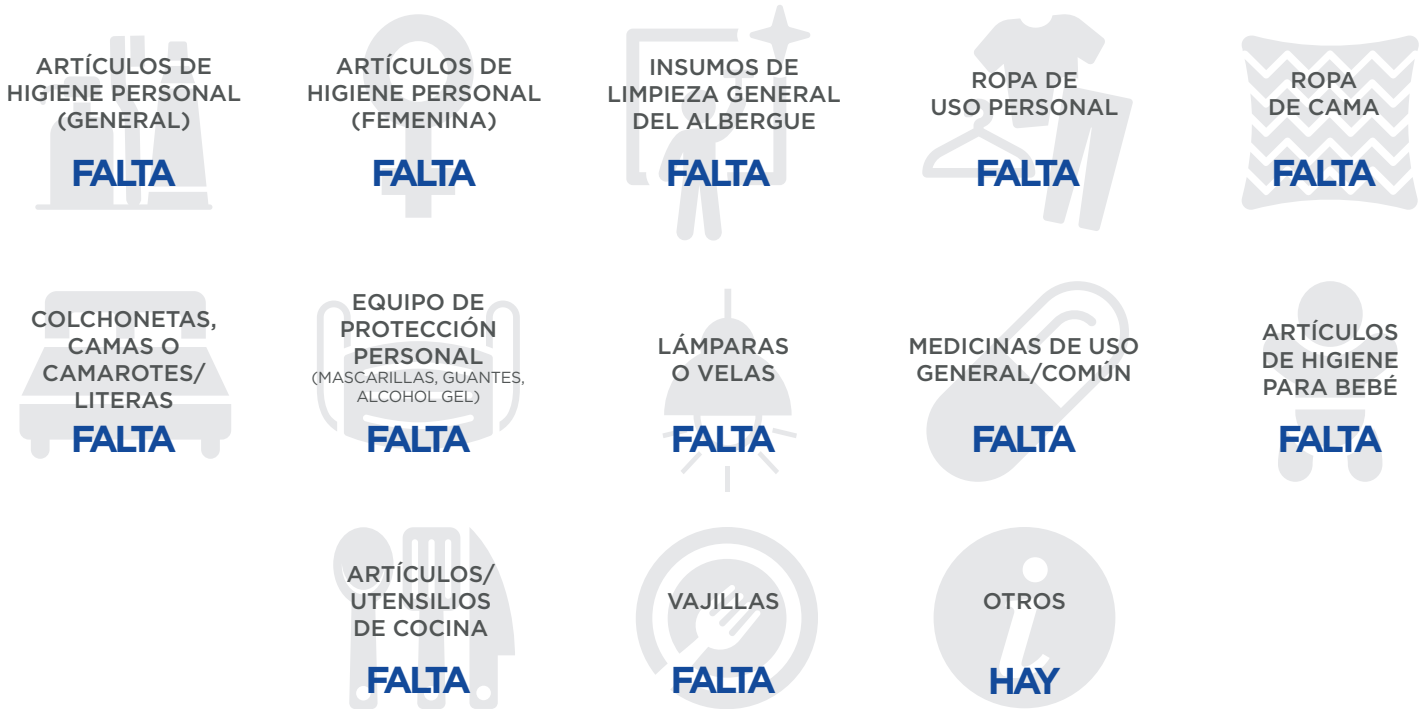 ARTÍCULOS DE
HIGIENE PERSONAL
(GENERAL)
FALTA
ARTÍCULOS DE
HIGIENE PERSONAL
(FEMENINA)
FALTA
INSUMOS DE
LIMPIEZA GENERAL
DEL ALBERGUE
FALTA
ROPA DE
USO PERSONAL
FALTA
ROPA
DE CAMA
FALTA
COLCHONETAS,
CAMAS O
CAMAROTES/
LITERAS
FALTA
EQUIPO DE
PROTECCIÓN
PERSONAL
(MASCARILLAS, GUANTES,
ALCOHOL GEL)
FALTA
LÁMPARAS
O VELAS
FALTA
MEDICINAS DE USO
GENERAL/COMÚN
FALTA
ARTÍCULOS
DE HIGIENE
PARA BEBÉ
FALTA
ARTÍCULOS/
UTENSILIOS
DE COCINA
FALTA
VAJILLAS
FALTA
OTROS
HAY